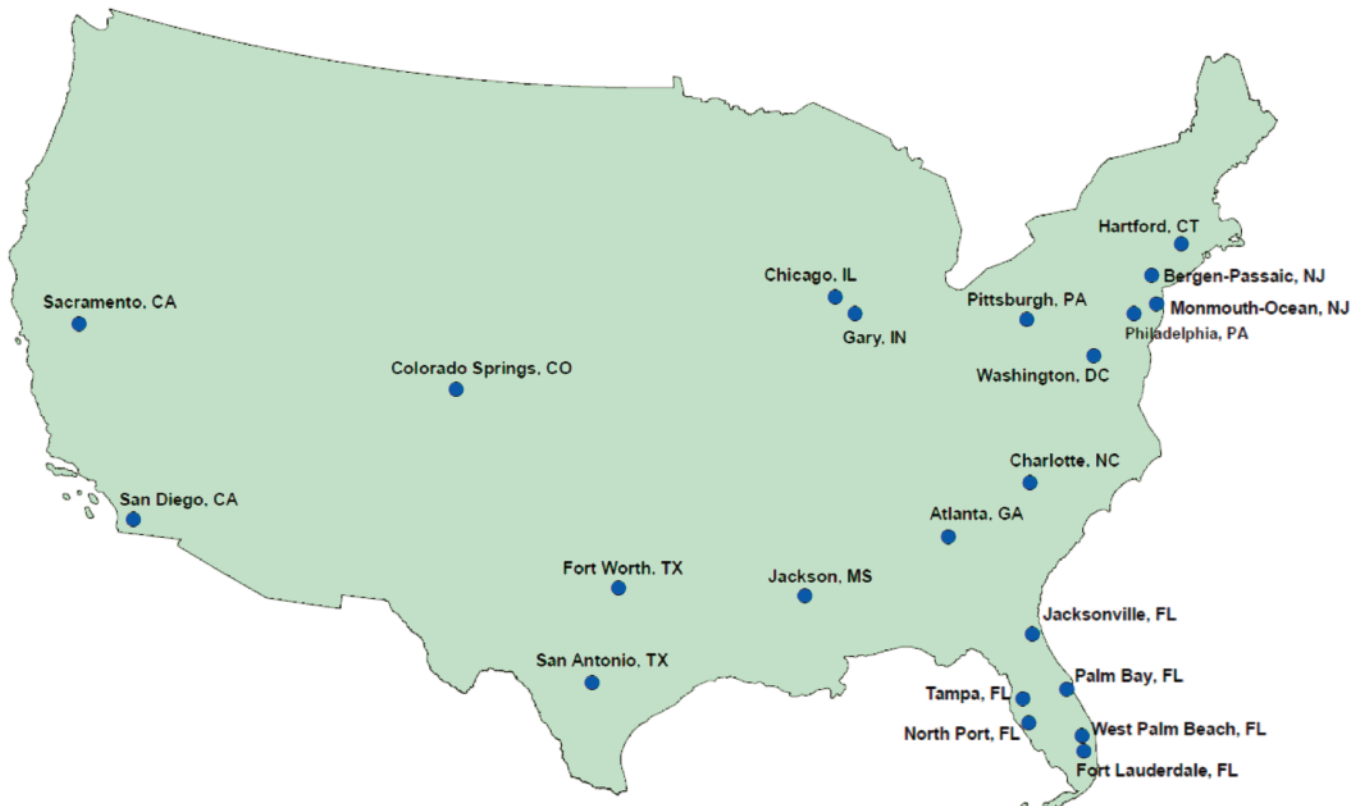 Hartford, CT
Chicago, IL
Bergen-Passaic, NJ
Sacramento, CA
Pittsburgh, PA
Monmouth-Ocean, NJ
Gary, IN
Philadelphia, PA
Colorado Springs, CO
Washington, DC
Charlotte, NC
San Diego, CA
Atlanta, GA
Fort Worth, TX
Jackson, MS
Jacksonville, FL
San Antonio, TX
Palm Bay, FL
Tampa, FL
North Port, FL
West Palm Beach, FL
Fort Lauderdale, FL